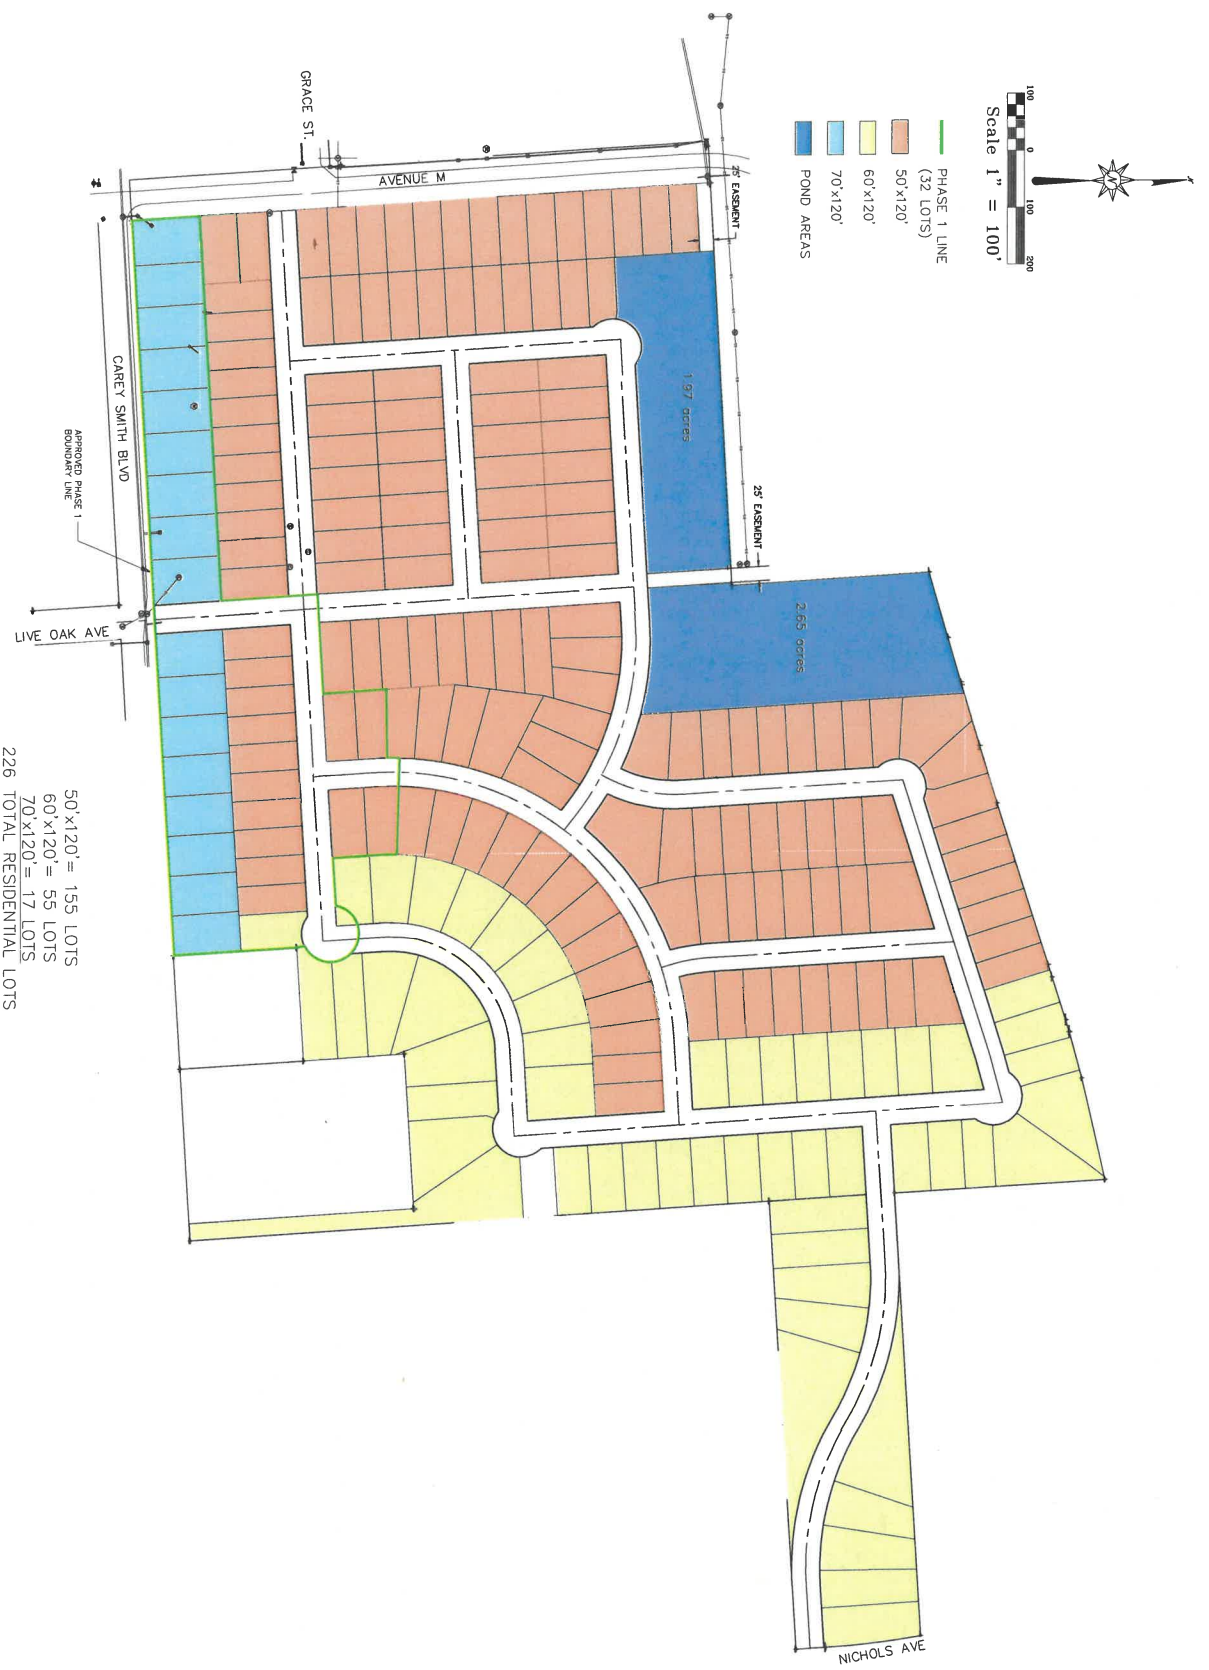 100 0 100 200
Scale 1" = 100'
PHASE 1 LINE
(32 LOTS)
50'x120'
60'x120'
70'x120'
POND AREAS
GRACE ST.
AVENUE M
25' EASEMENT
1.97 acres
25' EASEMENT
2.65 acres
CAREY SMITH BLVD
APPROVED PHASE 1
BOUNDARY LINE
LIVE OAK AVE
NICHOLS AVE
50'x120'= 155 LOTS
60'x120'= 55 LOTS
70'x120'= 17 LOTS
226 TOTAL RESIDENTIAL LOTS